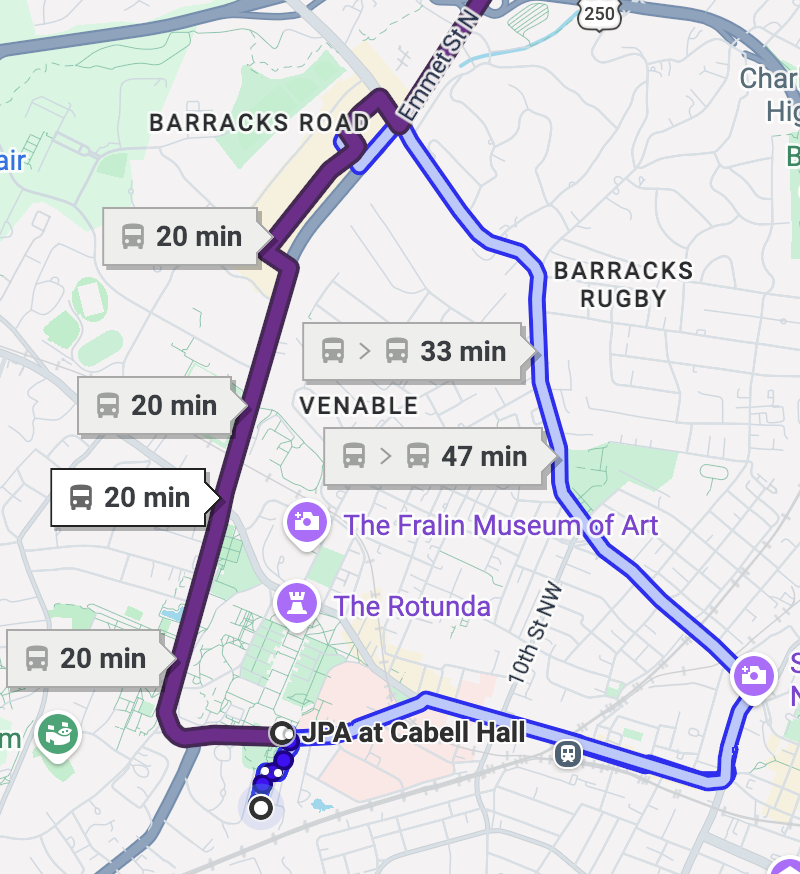 250
Emmet St N
Charl
Hig
B
BARRACKS ROAD
air
20 min
BARRACKS
RUGBY
33 min
20 min
VENABLE
47 min
20 min
The Fralin Museum of Art
The Rotunda
10th St NW
20 min
S
N
m
JPA at Cabell Hall